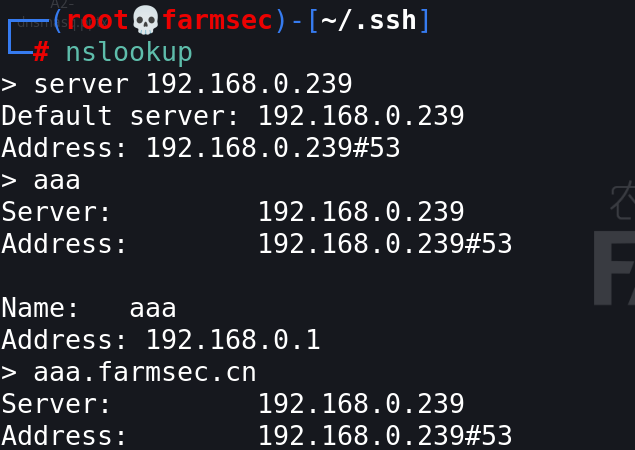 ┌──(root💀farmsec)-[~/.ssh]
└─# nslookup
> server 192.168.0.239
Default server: 192.168.0.239
Address: 192.168.0.239#53
> aaa
Server:         192.168.0.239
Address:        192.168.0.239#53

Name:   aaa
Address: 192.168.0.1
> aaa.farmsec.cn
Server:         192.168.0.239
Address:        192.168.0.239#53